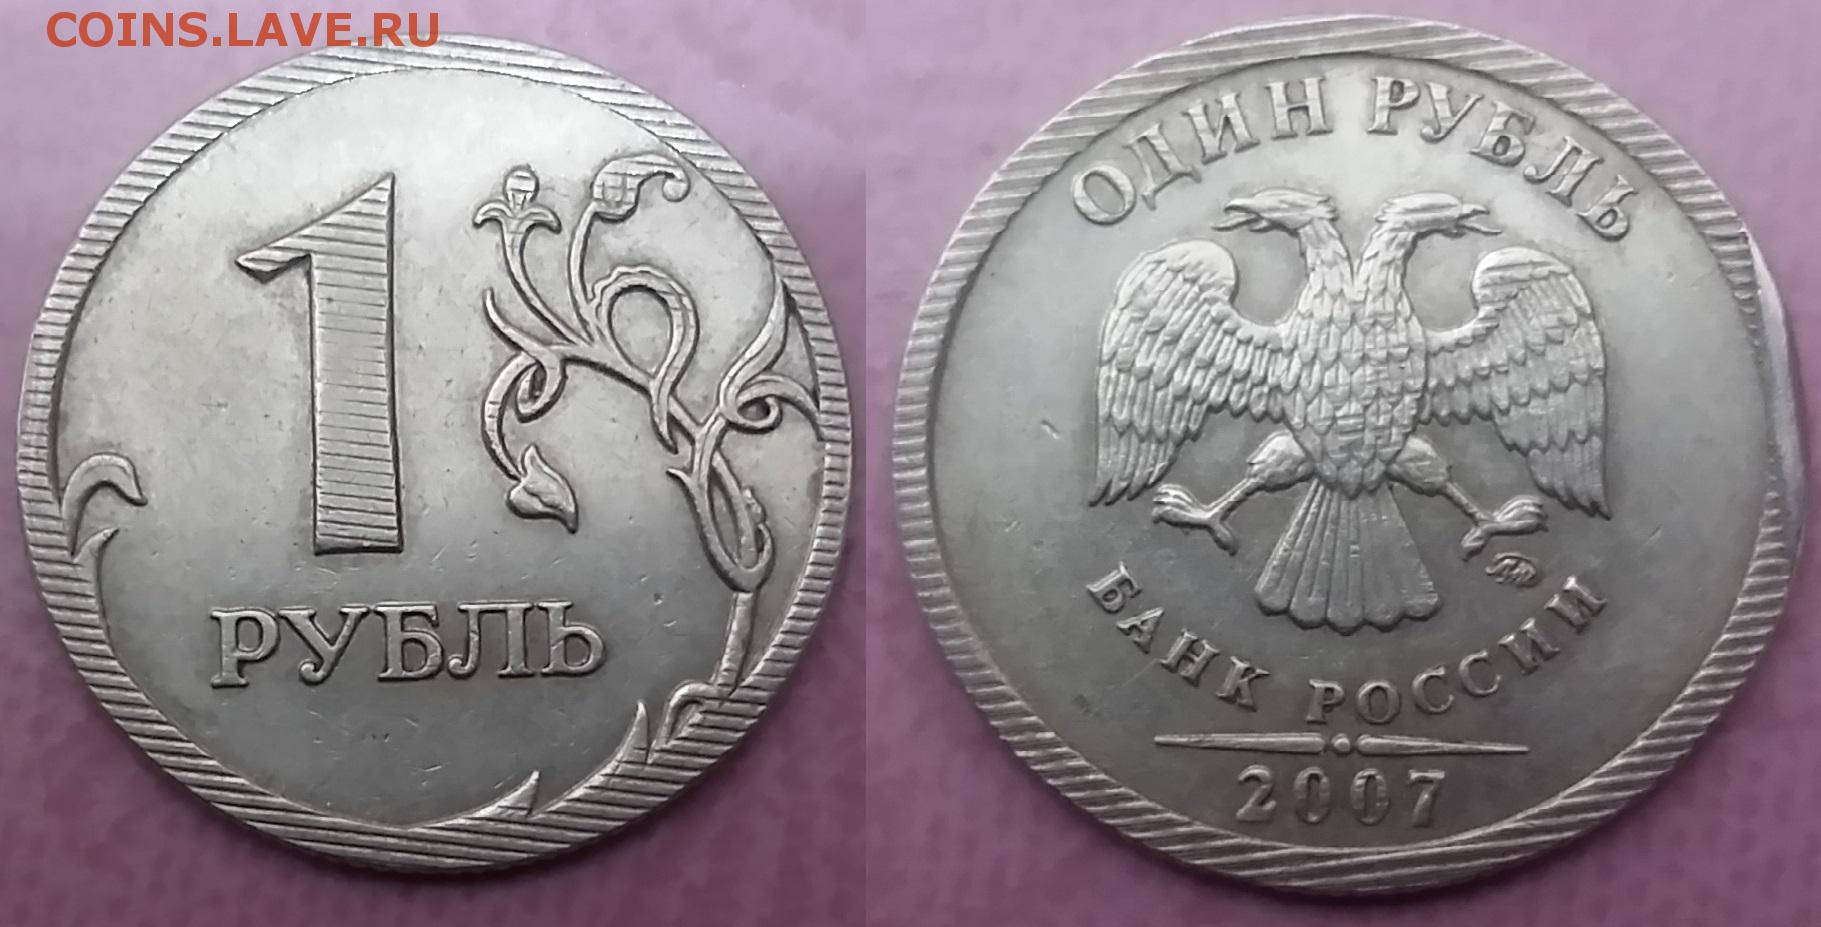 COINS.LAVE.RU
1
РУБЛЬ
ОДИН РУБЛЬ
БАНК РОССИИ
2007